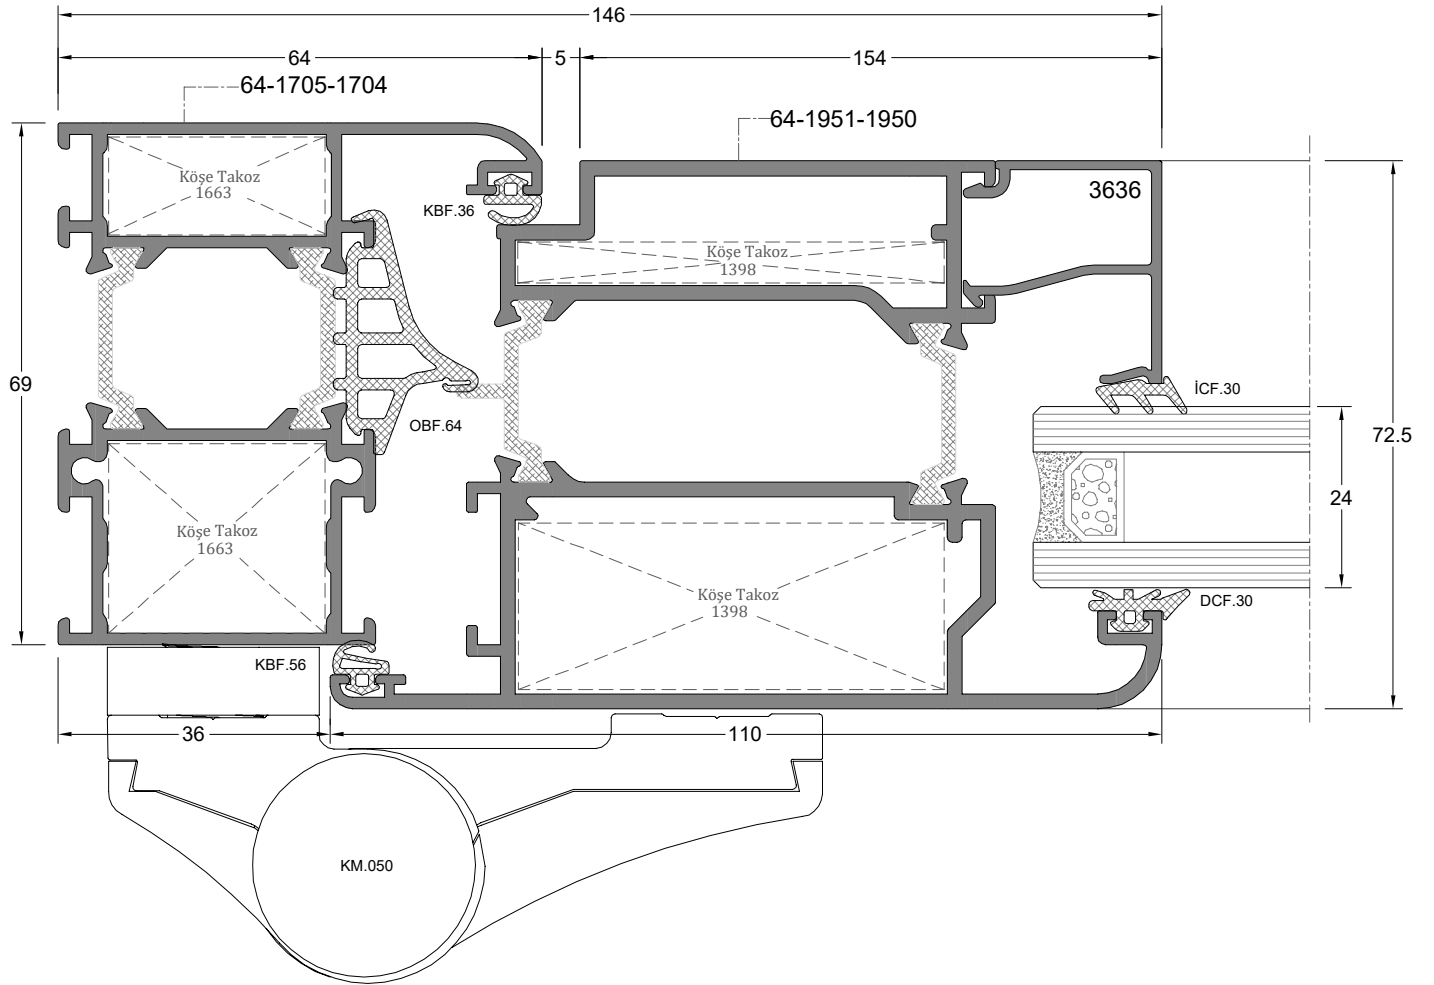 146
64
5
154
64-1705-1704
64-1951-1950
Köşe Takoz
1663
KBF.36
3636
Köşe Takoz
1398
69
OBF.64
İCF.30
72.5
24
Köşe Takoz
1663
Köşe Takoz
1398
DCF.30
KBF.56
36
110
KM.050